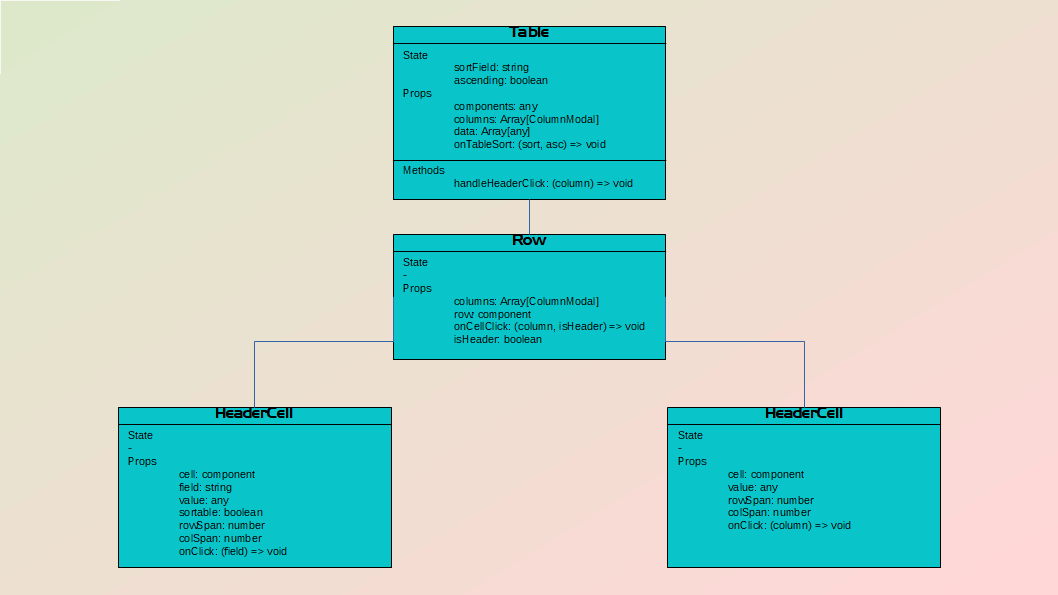 Table
State
sortField: string
ascending: boolean
Props
components: any
columns: Array[ColumnModal]
data: Array[any]
onTableSort: (sort, asc) => void
Methods
handleHeaderClick: (column) => void
Row
State
-
Props
columns: Array[ColumnModal]
row: component
onCellClick: (column, isHeader) => void
isHeader: boolean
HeaderCell
State
-
Props
cell: component
field: string
value: any
sortable: boolean
rowSpan: number
colSpan: number
onClick: (field) => void
HeaderCell
State
-
Props
cell: component
value: any
rowSpan: number
colSpan: number
onClick: (column) => void